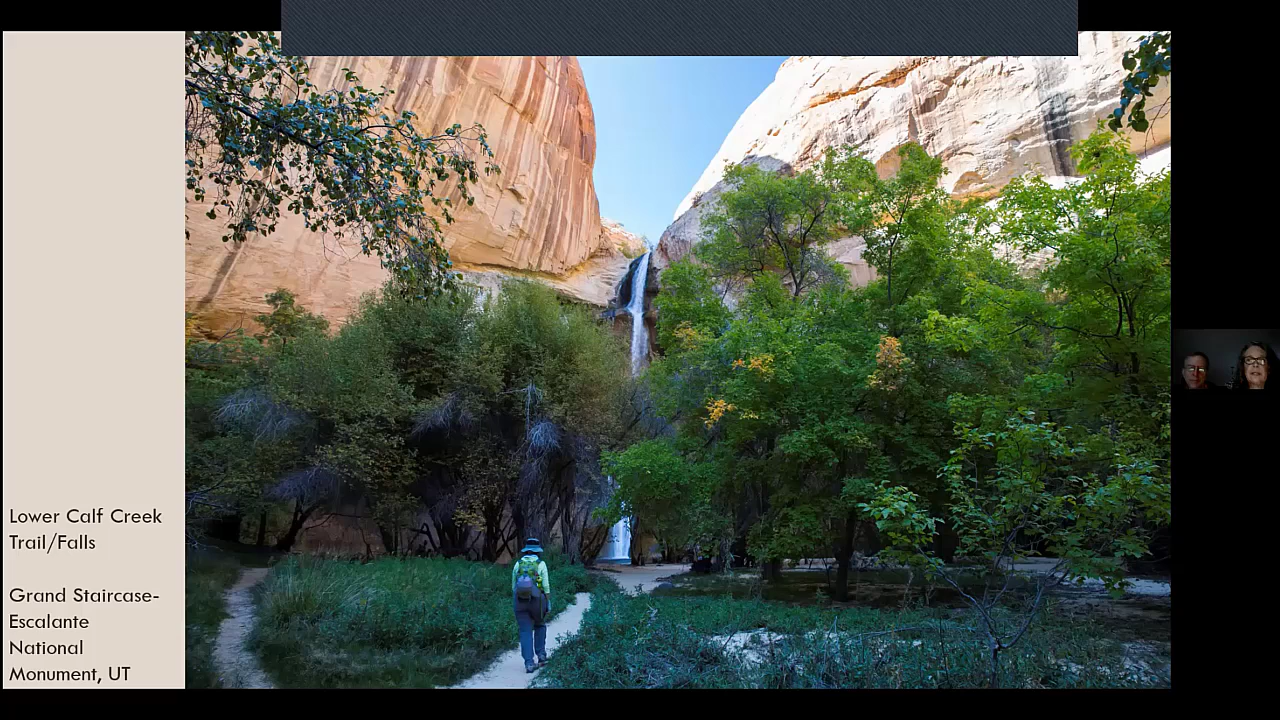 Lower Calf Creek
Trail/Falls
Grand Staircase-
Escalante
National
Monument, UT